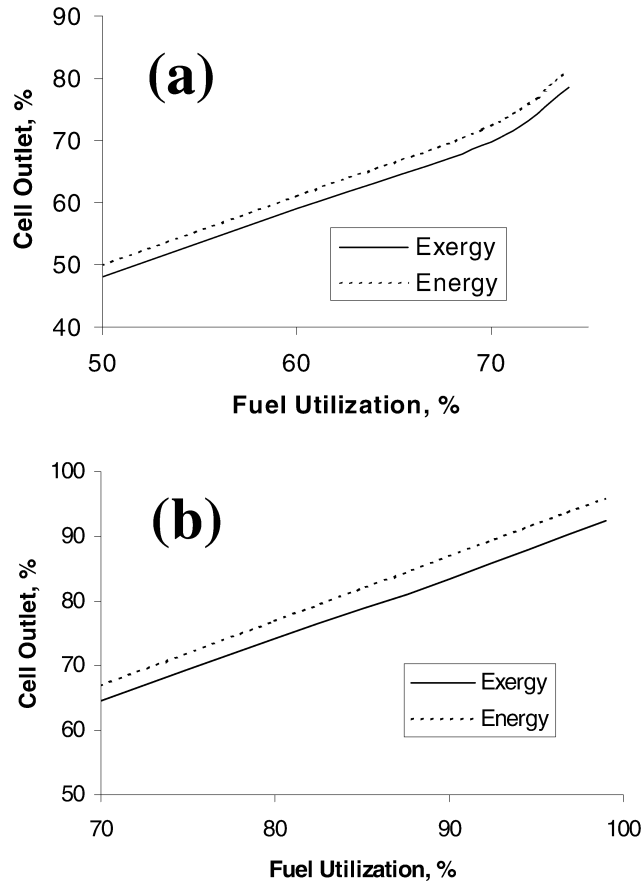 90
(a)
80
70
60
50
40
Cell Outlet, %
Exergy
Energy
50 60 70
Fuel Utilization, %
100
(b)
90
80
70
60
50
Cell Outlet, %
Exergy
Energy
70 80 90 100
Fuel Utilization, %